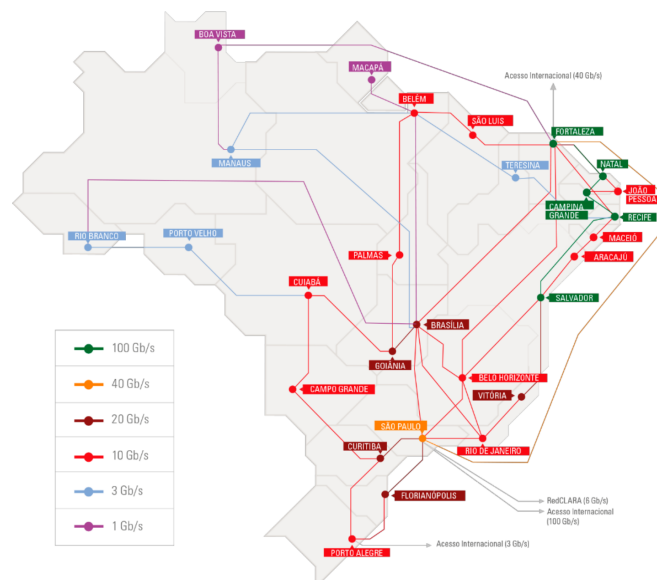 BOA VISTA
MACAPÁ
Acesso Internacional (40 Gb/s)
BELÉM
SÃO LUIS
FORTALEZA
MANAUS
TERESINA
NATAL
JOÃO
PESSOA
CAMPINA
GRANDE
RECIFE
RIO BRANCO
PORTO VELHO
MACEIÓ
PALMAS
ARACAJÚ
CUIABÁ
SALVADOR
BRASÍLIA
GOIÂNIA
100 Gb/s
40 Gb/s
20 Gb/s
10 Gb/s
3 Gb/s
1 Gb/s
CAMPO GRANDE
BELO HORIZONTE
VITÓRIA
SÃO PAULO
CURITIBA
RIO DE JANEIRO
FLORIANÓPOLIS
RedCLARA (6 Gb/s)
Acesso Internacional
(100 Gb/s)
PORTO ALEGRE
Acesso Internacional (3 Gb/s)